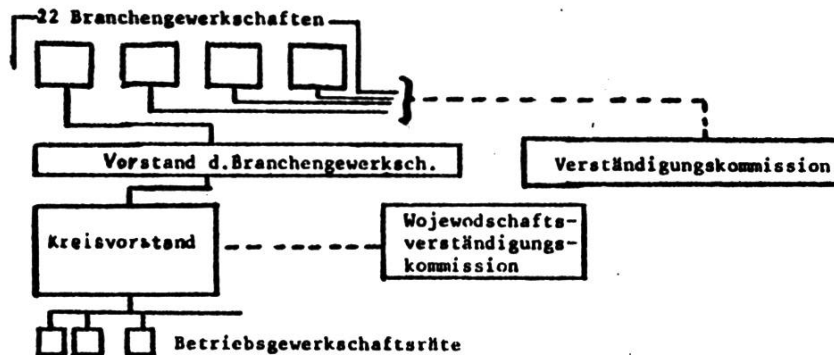 22 Branchengewerkschaften
Vorstand d.Branchengewerksch.
Verständigungskommission
Kreisvorstand
Wojewodschafts-
verständigungs-
kommission
Betriebsgewerkschaftsräte